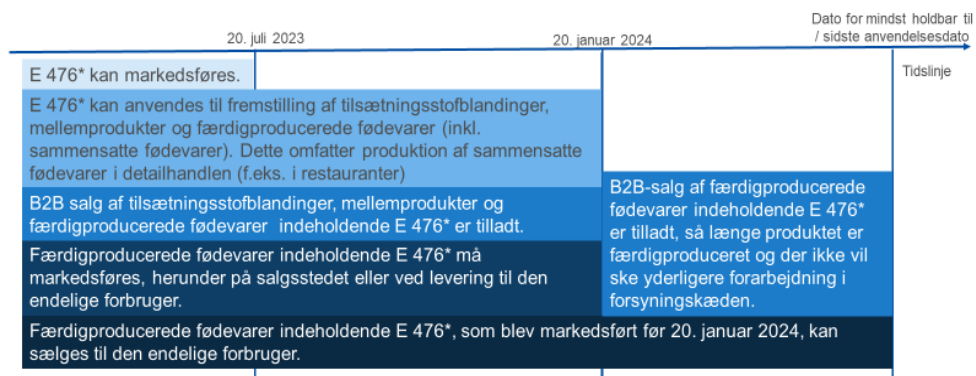 Dato for mindst holdbar til
/ sidste anvendelsesdato
20. juli 2023
20. januar 2024
Tidslinje
E 476* kan markedsføres.
E 476* kan anvendes til fremstilling af tilsætningsstofblandinger,
mellemprodukter og færdigproducerede fødevarer (inkl.
sammensatte fødevarer). Dette omfatter produktion af sammensatte
fødevarer i detailhandlen (f.eks. i restauranter)
B2B salg af tilsætningsstofblandinger, mellemprodukter og
færdigproducerede fødevarer indeholdende E 476* er tilladt.
B2B-salg af færdigproducerede
fødevarer indeholdende E 476*
er tilladt, så længe produktet er
færdigproduceret og der ikke vil
ske yderligere forarbejdning i
forsyningskæden.
Færdigproducerede fødevarer indeholdende E 476* må
markedsføres, herunder på salgsstedet eller ved levering til den
endelige forbruger.
Færdigproducerede fødevarer indeholdende E 476*, som blev markedsført før 20. januar 2024, kan
sælges til den endelige forbruger.